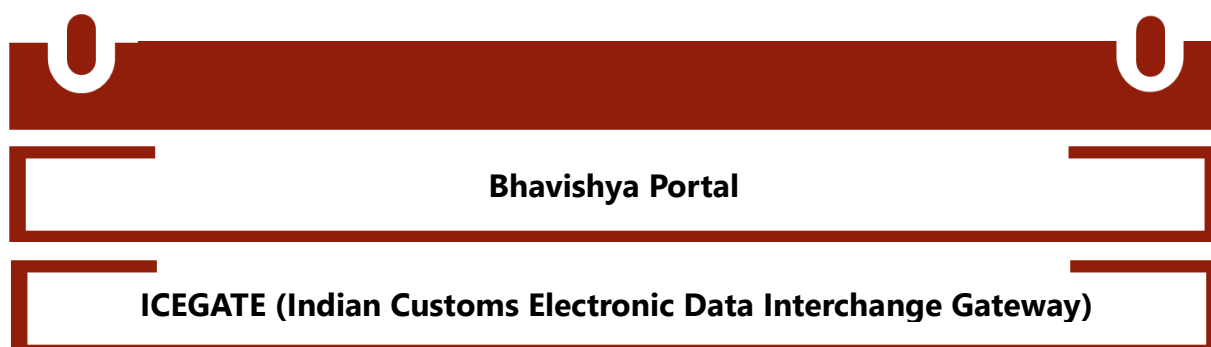 Bhavishya Portal
ICEGATE (Indian Customs Electronic Data Interchange Gateway)